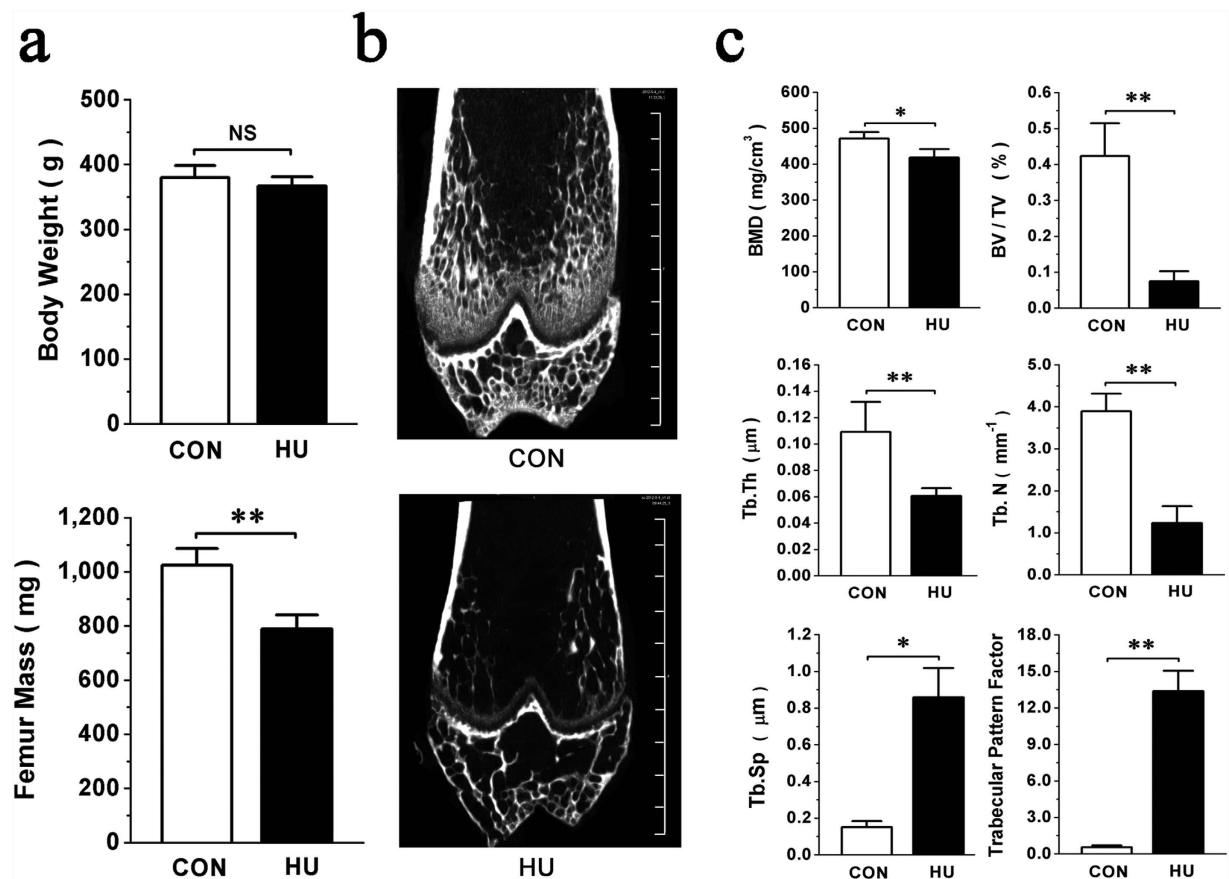 a
b
c
500
400
300
200
100
0
Body Weight ( g )
NS
CON
HU
1,200
1,000
800
600
400
200
0
Femur Mass ( mg )
**
CON
HU
CON
HU
600
500
400
300
200
100
0
BMD ( mg/cm³ )
*
CON
HU
0.6
0.5
0.4
0.3
0.2
0.1
0.0
BV / TV ( % )
**
CON
HU
0.16
0.14
0.12
0.10
0.08
0.06
0.04
0.02
0.00
Tb.Th ( μm )
**
CON
HU
5.0
4.0
3.0
2.0
1.0
0.0
Tb. N ( mm⁻¹ )
**
CON
HU
1.2
1.0
0.8
0.6
0.4
0.2
0.0
Tb.Sp ( μm )
*
CON
HU
18.0
15.0
12.0
9.0
6.0
3.0
0.0
Trabecular Pattern Factor
**
CON
HU